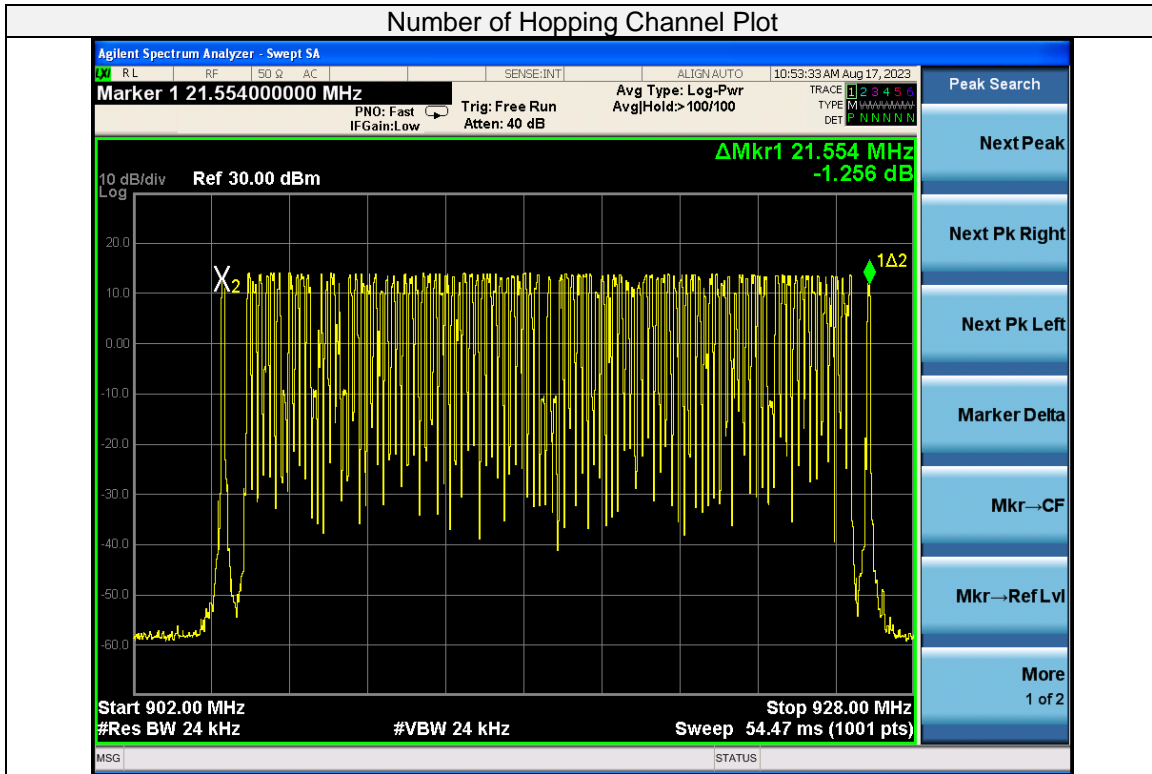 Number of Hopping Channel Plot
Agilent Spectrum Analyzer - Swept SA
LXI RL RF 50 Ω AC SENSE:INT ALIGN AUTO 10:53:33 AM Aug 17, 2023
Marker 1 21.554000000 MHz
PNO: Fast
IFGain:Low
Trig: Free Run
Atten: 40 dB
Avg Type: Log-Pwr
Avg|Hold:>100/100
TRACE 1 2 3 4 5 6
TYPE M
DET P N N N N N
ΔMkr1 21.554 MHz
-1.256 dB
10 dB/div Ref 30.00 dBm
Log
20.0
10.0
0.00
-10.0
-20.0
-30.0
-40.0
-50.0
-60.0
X2
1Δ2
Start 902.00 MHz
Stop 928.00 MHz
#Res BW 24 kHz
#VBW 24 kHz
Sweep 54.47 ms (1001 pts)
MSG
STATUS
Peak Search
Next Peak
Next Pk Right
Next Pk Left
Marker Delta
Mkr→CF
Mkr→Ref Lvl
More
1 of 2